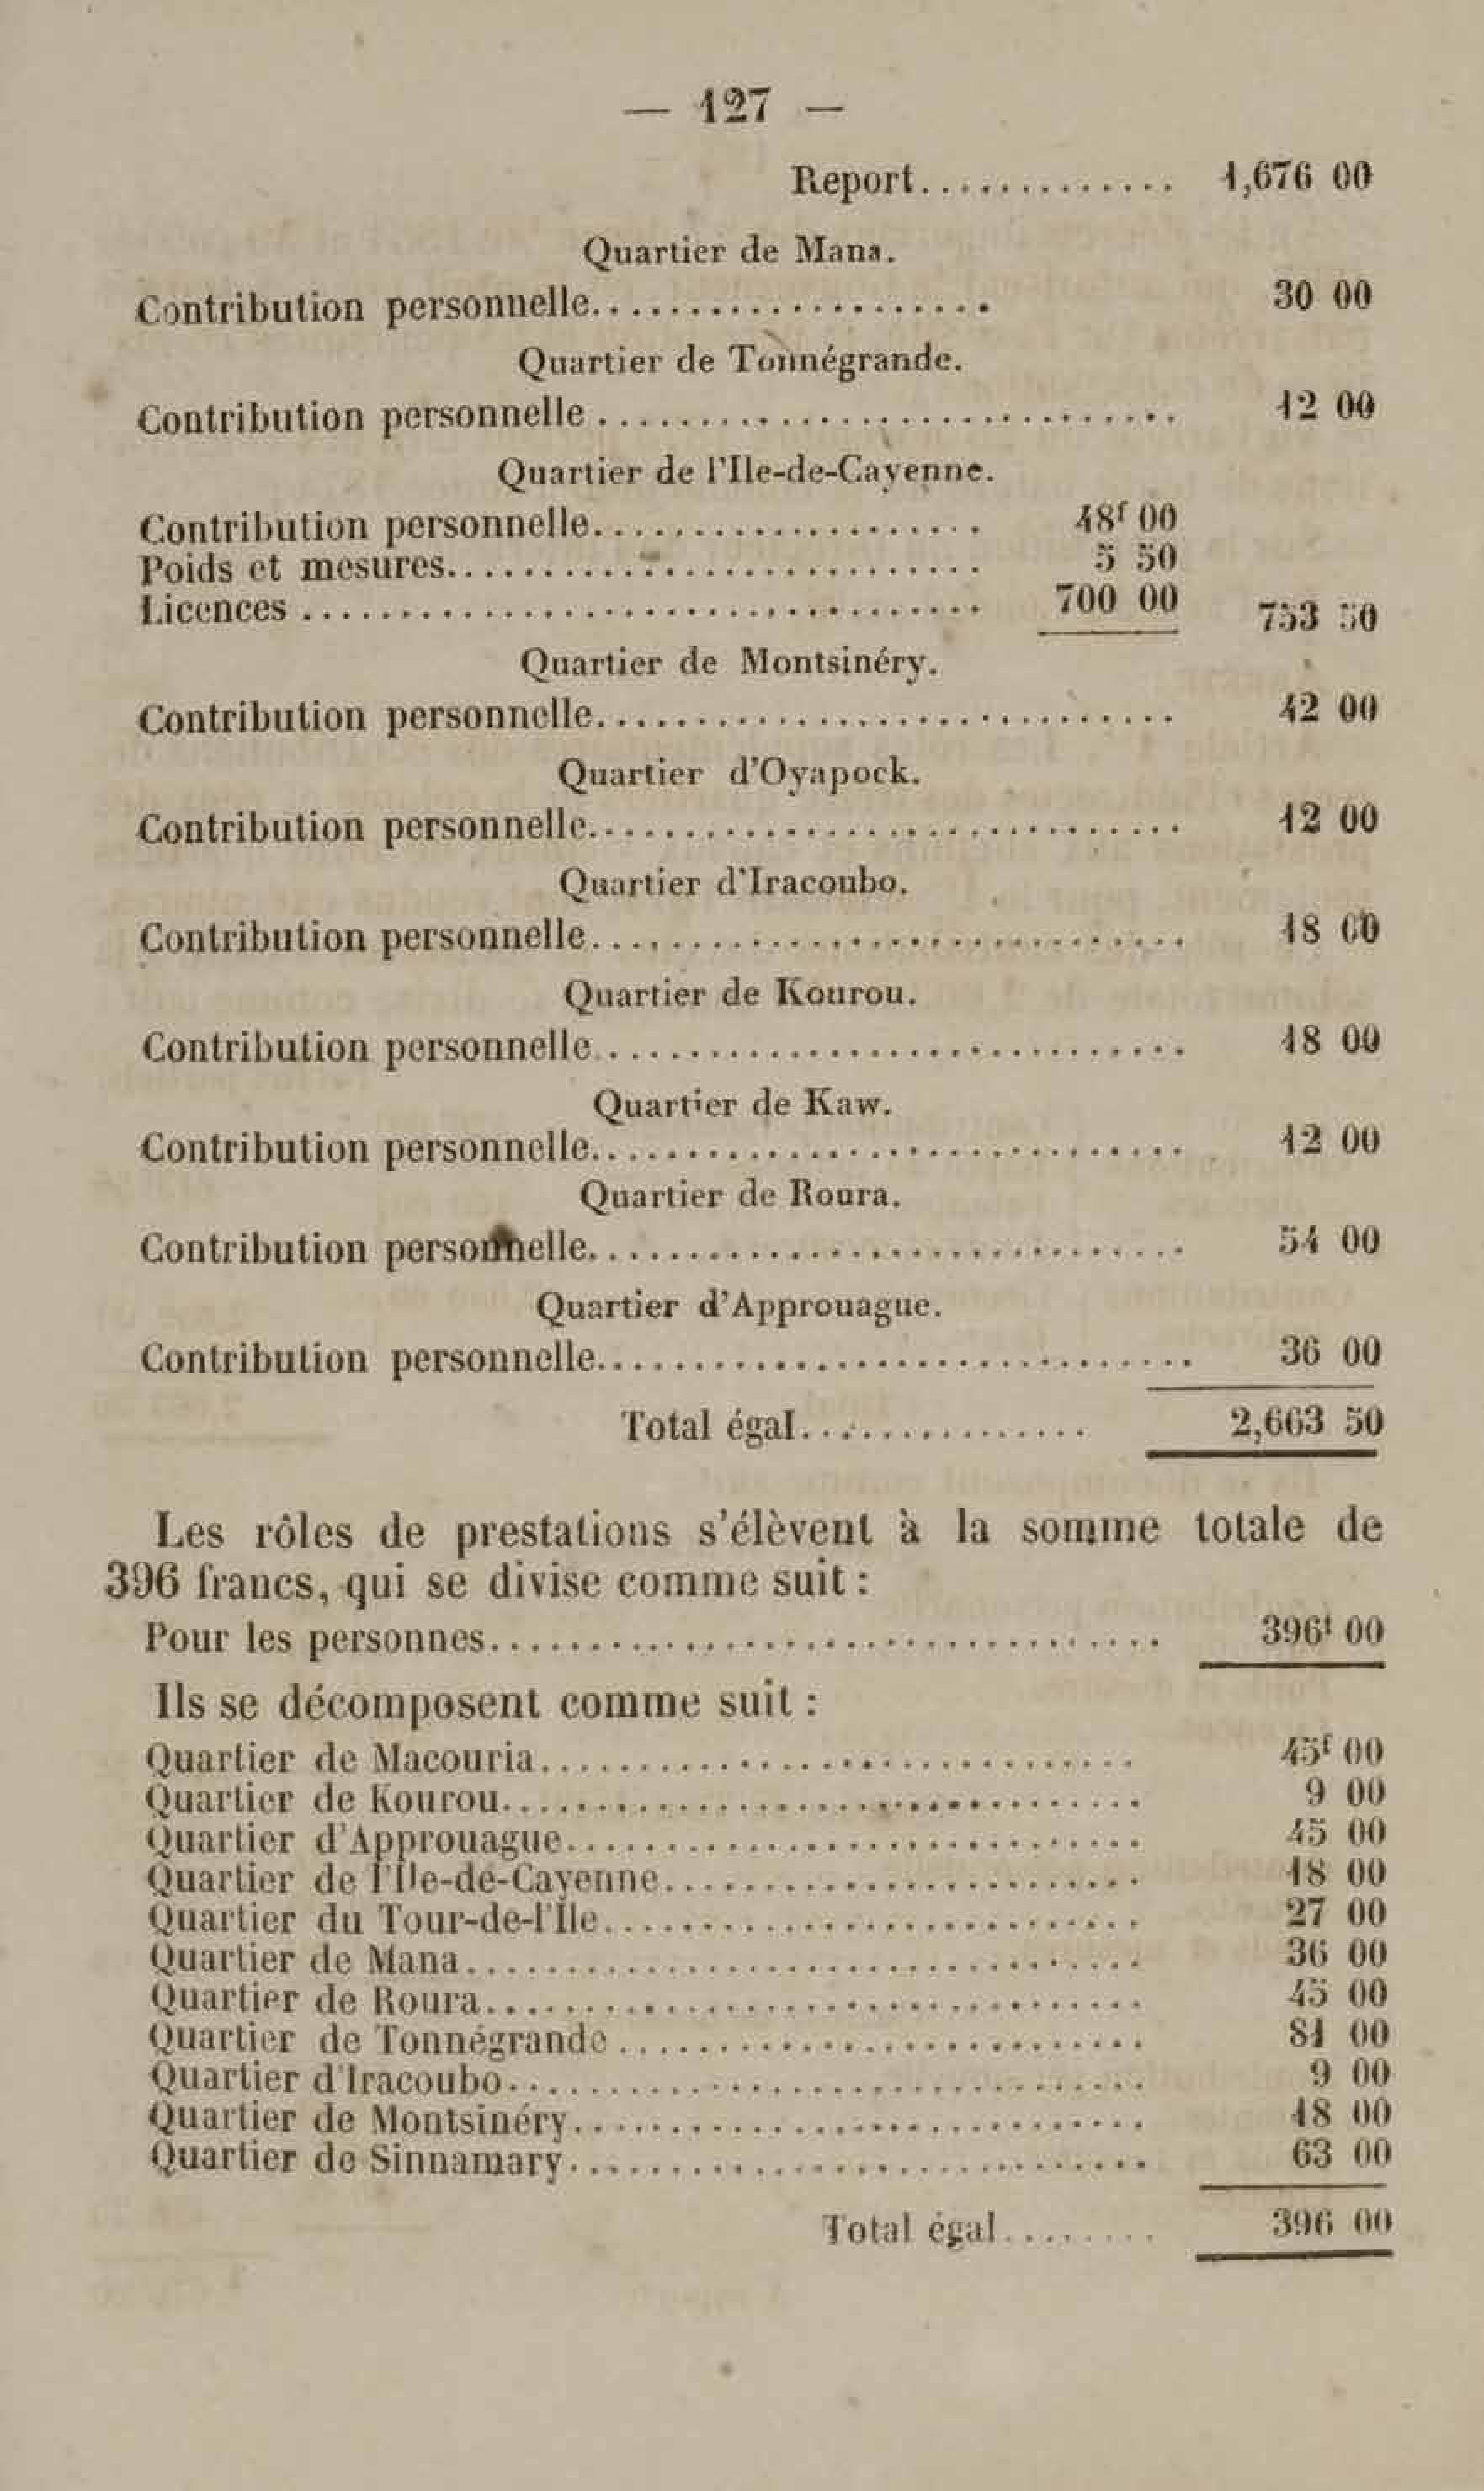 — 127 —
Report............. 1,676 00
Quartier de Mana.
Contribution personnelle.................... 30 00
Quartier de Tonnégrande.
Contribution personnelle............................. 12 00
Quartier de l'Ile-de-Cayenne.
Contribution personnelle.................... 48f 00
Poids et mesures........................... 5 50
Licences.................................. 700 00 753 50
Quartier de Montsinéry.
Contribution personnelle............................. 42 00
Quartier d'Oyapock.
Contribution personnelle.............................. 12 00
Quartier d'Iracoubo.
Contribution personnelle.............................. 18 00
Quartier de Kourou.
Contribution personnelle.............................. 18 00
Quartier de Kaw.
Contribution personnelle.............................. 12 00
Quartier de Roura.
Contribution personnelle.............................. 54 00
Quartier d'Approuague.
Contribution personnelle.............................. 36 00
Total égal............... 2,663 50
Les rôles de prestations s'élèvent à la somme totale de
396 francs, qui se divise comme suit :
Pour les personnes.................................. 396f 00
Ils se décomposent comme suit :
Quartier de Macouria.............................. 45f 00
Quartier de Kourou................................ 9 00
Quartier d'Approuague............................. 45 00
Quartier de l'Ile-de-Cayenne........................ 18 00
Quartier du Tour-de-l'Ile........................... 27 00
Quartier de Mana.................................. 36 00
Quartier de Roura................................. 45 00
Quartier de Tonnégrande........................... 81 00
Quartier d'Iracoubo................................ 9 00
Quartier de Montsinéry............................. 18 00
Quartier de Sinnamary............................. 63 00
Total égal........ 396 00